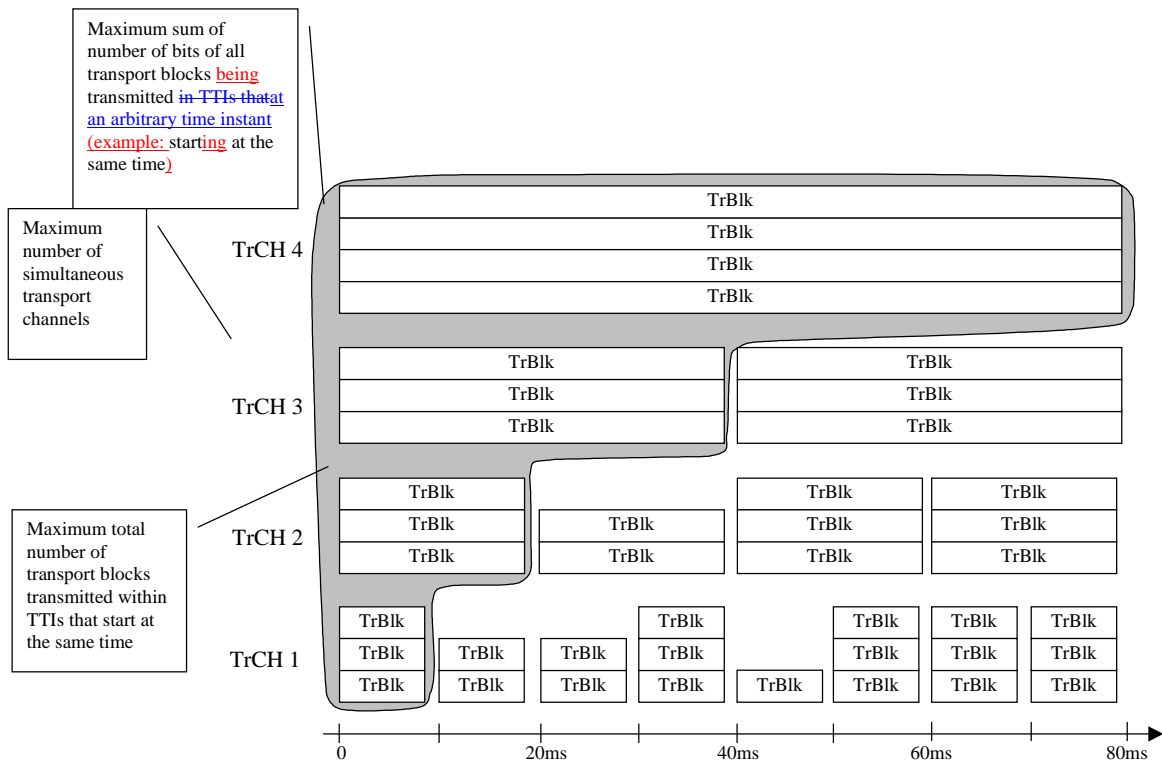 Maximum sum of
number of bits of all
transport blocks being
transmitted in TTIs thatat
an arbitrary time instant
(example: starting at the
same time)
Maximum
number of
simultaneous
transport
channels
Maximum total
number of
transport blocks
transmitted within
TTIs that start at
the same time
TrCH 4
TrBlk
TrBlk
TrBlk
TrBlk
TrCH 3
TrBlk TrBlk
TrBlk TrBlk
TrBlk TrBlk
TrCH 2
TrBlk TrBlk TrBlk
TrBlk TrBlk TrBlk TrBlk
TrBlk TrBlk TrBlk TrBlk
TrCH 1
TrBlk TrBlk TrBlk TrBlk TrBlk
TrBlk TrBlk TrBlk TrBlk TrBlk TrBlk TrBlk
TrBlk TrBlk TrBlk TrBlk TrBlk TrBlk TrBlk TrBlk
0 20ms 40ms 60ms 80ms